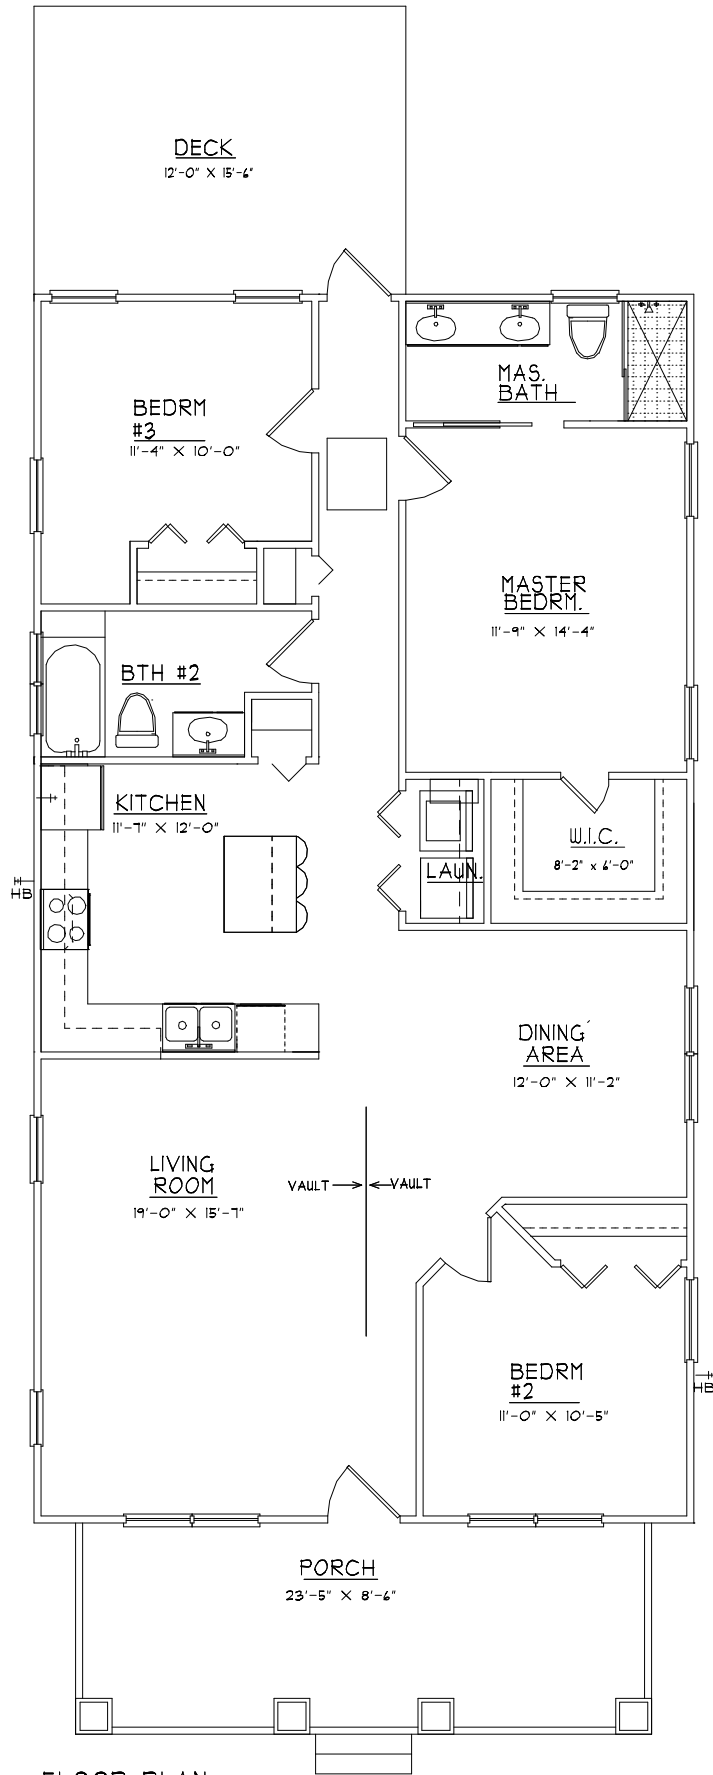 DECK
12'-0" X 15'-6"
MAS.
BATH
BEDRM
#3
11'-4" X 10'-0"
MASTER
BEDRM.
11'-9" X 14'-4"
BTH #2
KITCHEN
11'-7" X 12'-0"
W.I.C.
8'-2" x 6'-0"
LAUN.
HB
DINING
AREA
12'-0" X 11'-2"
LIVING
ROOM
19'-0" X 15'-7"
VAULT
VAULT
BEDRM
#2
11'-0" X 10'-5"
HB
PORCH
23'-5" X 8'-6"
FLOOR PLAN